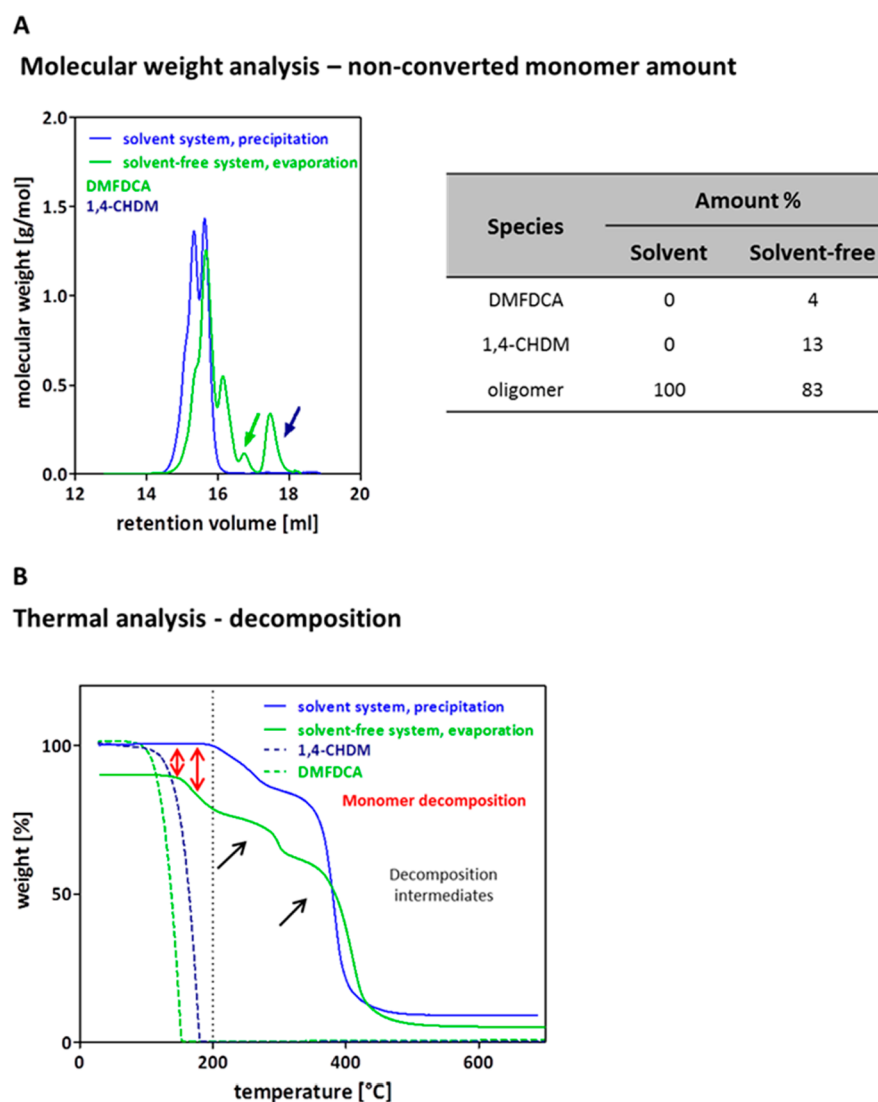 A
Molecular weight analysis – non-converted monomer amount
2.0
1.5
1.0
0.5
0.0
molecular weight [g/mol]
solvent system, precipitation
solvent-free system, evaporation
DMFDCA
1,4-CHDM
12 14 16 18 20
retention volume [ml]
Species Amount %
Solvent Solvent-free
DMFDCA 0 4
1,4-CHDM 0 13
oligomer 100 83
B
Thermal analysis - decomposition
100
50
0
weight [%]
solvent system, precipitation
solvent-free system, evaporation
1,4-CHDM
DMFDCA
Monomer decomposition
Decomposition
intermediates
0 200 400 600
temperature [°C]